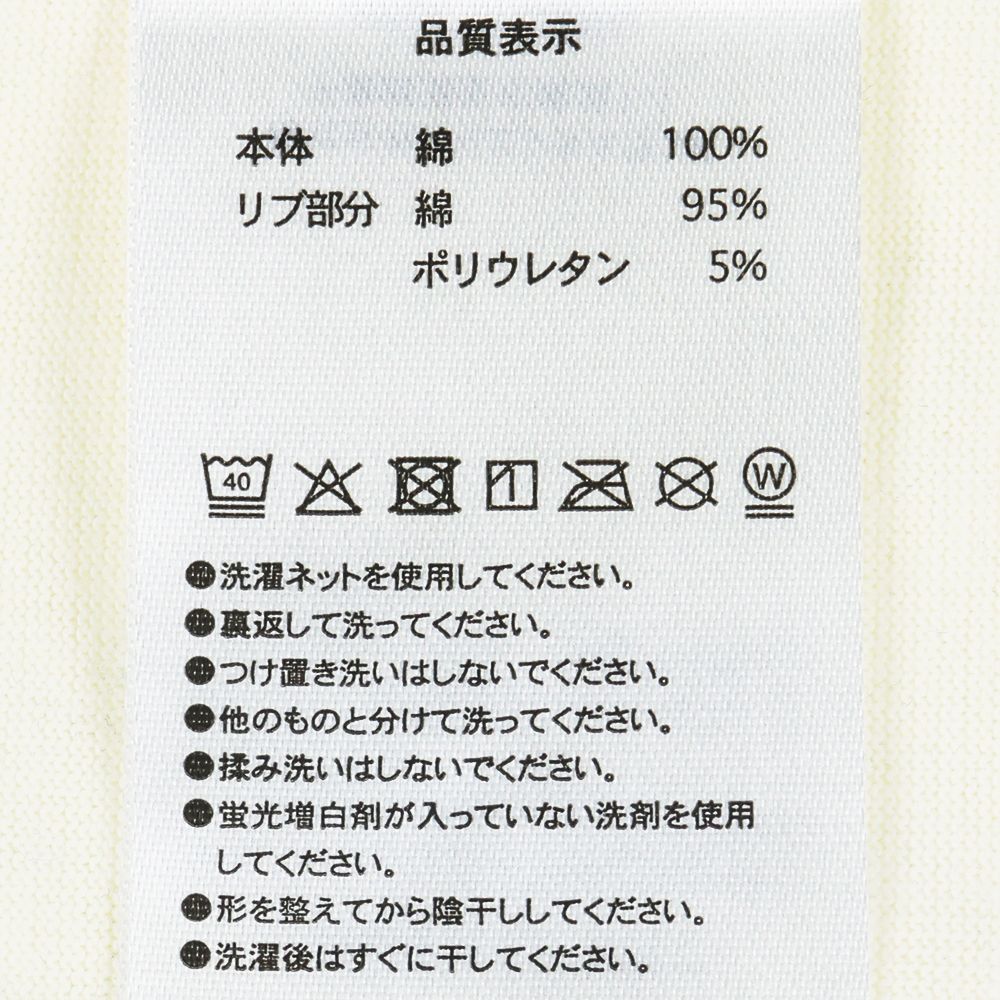 品質表示
本体 綿 100%
リブ部分 綿 95%
ポリウレタン 5%
40 W
●洗濯ネットを使用してください。
●裏返して洗ってください。
●つけ置き洗いはしないでください。
●他のものと分けて洗ってください。
●揉み洗いはしないでください。
●蛍光増白剤が入っていない洗剤を使用
してください。
●形を整えてから陰干ししてください。
●洗濯後はすぐに干してください。